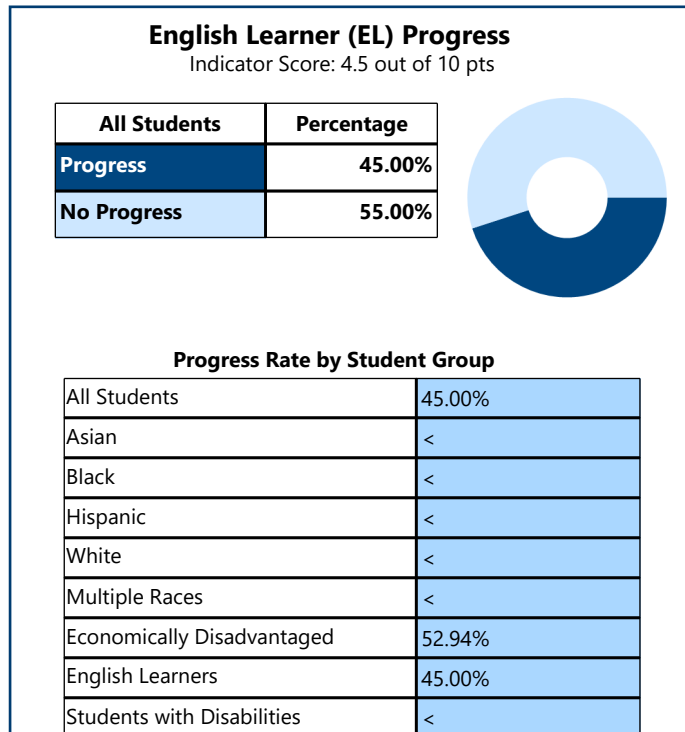 English Learner (EL) Progress
Indicator Score: 4.5 out of 10 pts
All Students Percentage
Progress 45.00%
No Progress 55.00%
Progress Rate by Student Group
All Students 45.00%
Asian <
Black <
Hispanic <
White <
Multiple Races <
Economically Disadvantaged 52.94%
English Learners 45.00%
Students with Disabilities <